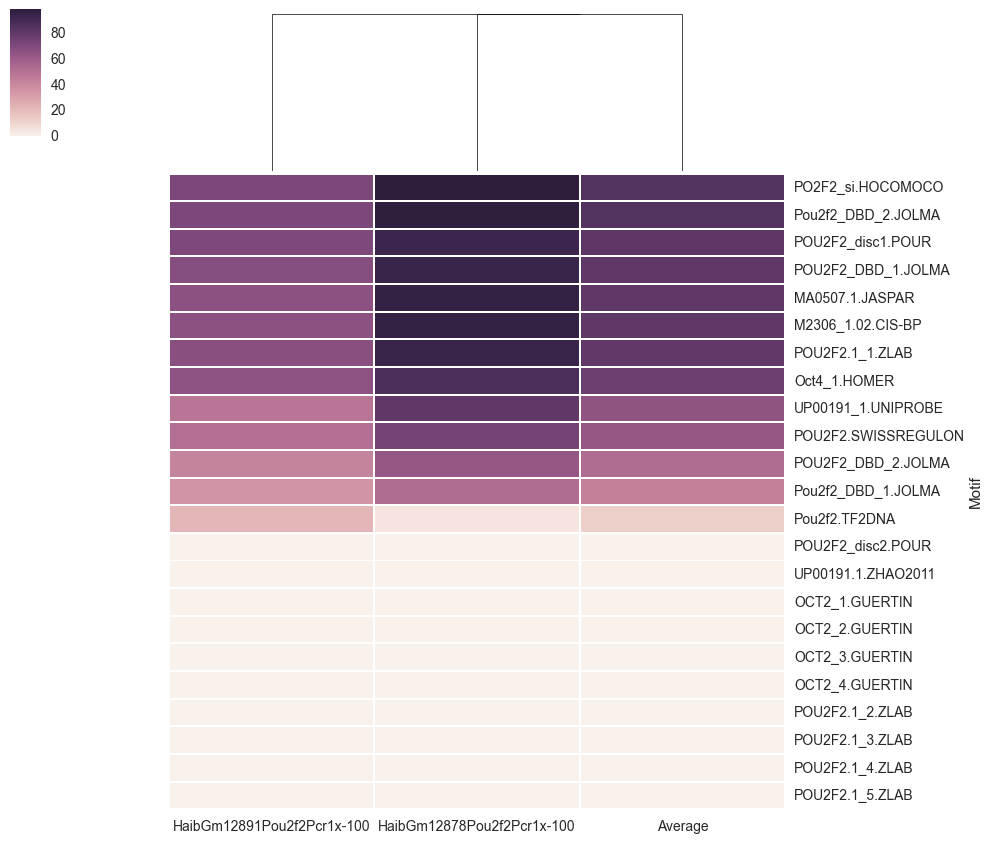 80
60
40
20
0
PO2F2_si.HOCOMOCO
Pou2f2_DBD_2.JOLMA
POU2F2_disc1.POUR
POU2F2_DBD_1.JOLMA
MA0507.1.JASPAR
M2306_1.02.CIS-BP
POU2F2.1_1.ZLAB
Oct4_1.HOMER
UP00191_1.UNIPROBE
POU2F2.SWISSREGULON
POU2F2_DBD_2.JOLMA
Pou2f2_DBD_1.JOLMA
Motif
Pou2f2.TF2DNA
POU2F2_disc2.POUR
UP00191.1.ZHAO2011
OCT2_1.GUERTIN
OCT2_2.GUERTIN
OCT2_3.GUERTIN
OCT2_4.GUERTIN
POU2F2.1_2.ZLAB
POU2F2.1_3.ZLAB
POU2F2.1_4.ZLAB
POU2F2.1_5.ZLAB
HaibGm12891Pou2f2Pcr1x-100 HaibGm12878Pou2f2Pcr1x-100 Average